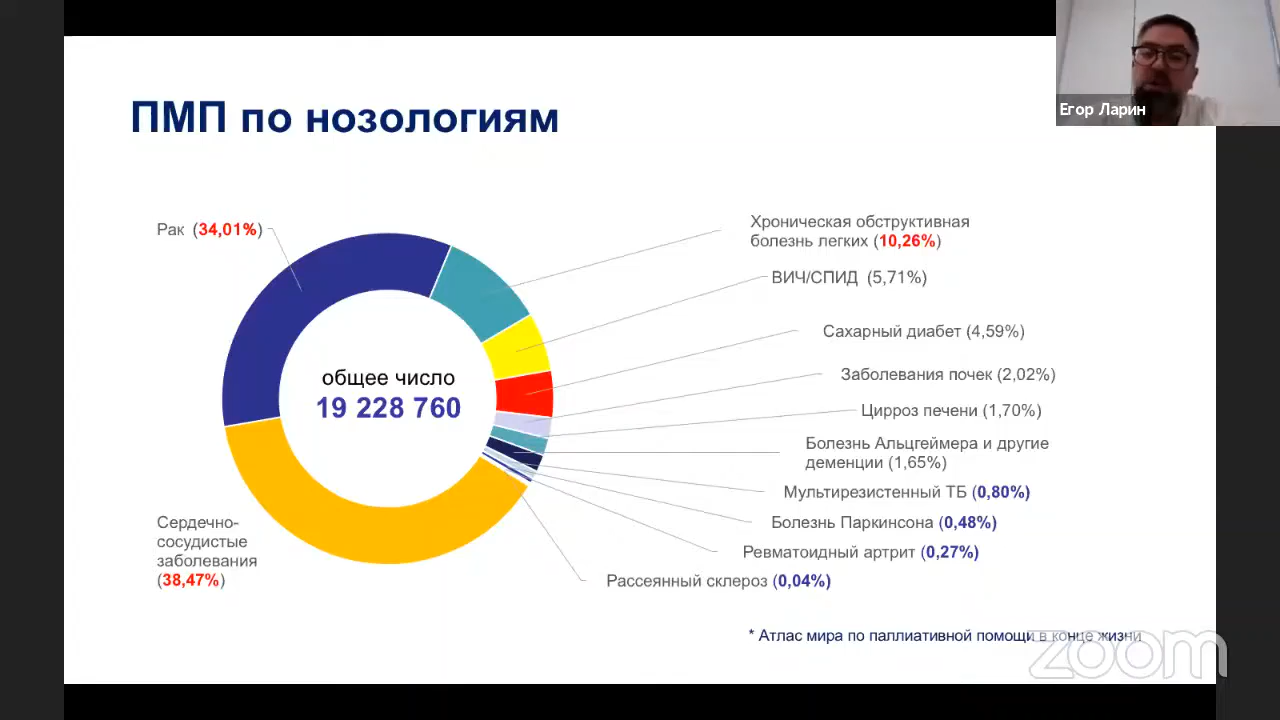 Егор Ларин
ПМП по нозологиям
Рак (34,01%)
Хроническая обструктивная
болезнь легких (10,26%)
ВИЧ/СПИД (5,71%)
Сахарный диабет (4,59%)
Заболевания почек (2,02%)
Цирроз печени (1,70%)
Болезнь Альцгеймера и другие
деменции (1,65%)
Мультирезистенный ТБ (0,80%)
Болезнь Паркинсона (0,48%)
Ревматоидный артрит (0,27%)
Рассеянный склероз (0,04%)
общее число
19 228 760
Сердечно-
сосудистые
заболевания
(38,47%)
* Атлас мира по паллиативной помощи в конце жизни
zoom